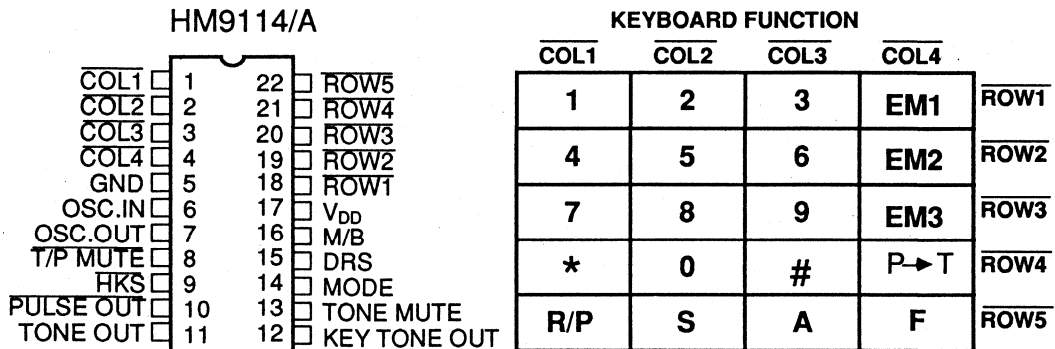 HM9114/A
COL1 1 22 ROW5
COL2 2 21 ROW4
COL3 3 20 ROW3
COL4 4 19 ROW2
GND 5 18 ROW1
OSC.IN 6 17 VDD
OSC.OUT 7 16 M/B
T/P MUTE 8 15 DRS
HKS 9 14 MODE
PULSE OUT 10 13 TONE MUTE
TONE OUT 11 12 KEY TONE OUT
KEYBOARD FUNCTION
COL1 COL2 COL3 COL4
1 2 3 EM1 ROW1
4 5 6 EM2 ROW2
7 8 9 EM3 ROW3
* 0 # P→T ROW4
R/P S A F ROW5